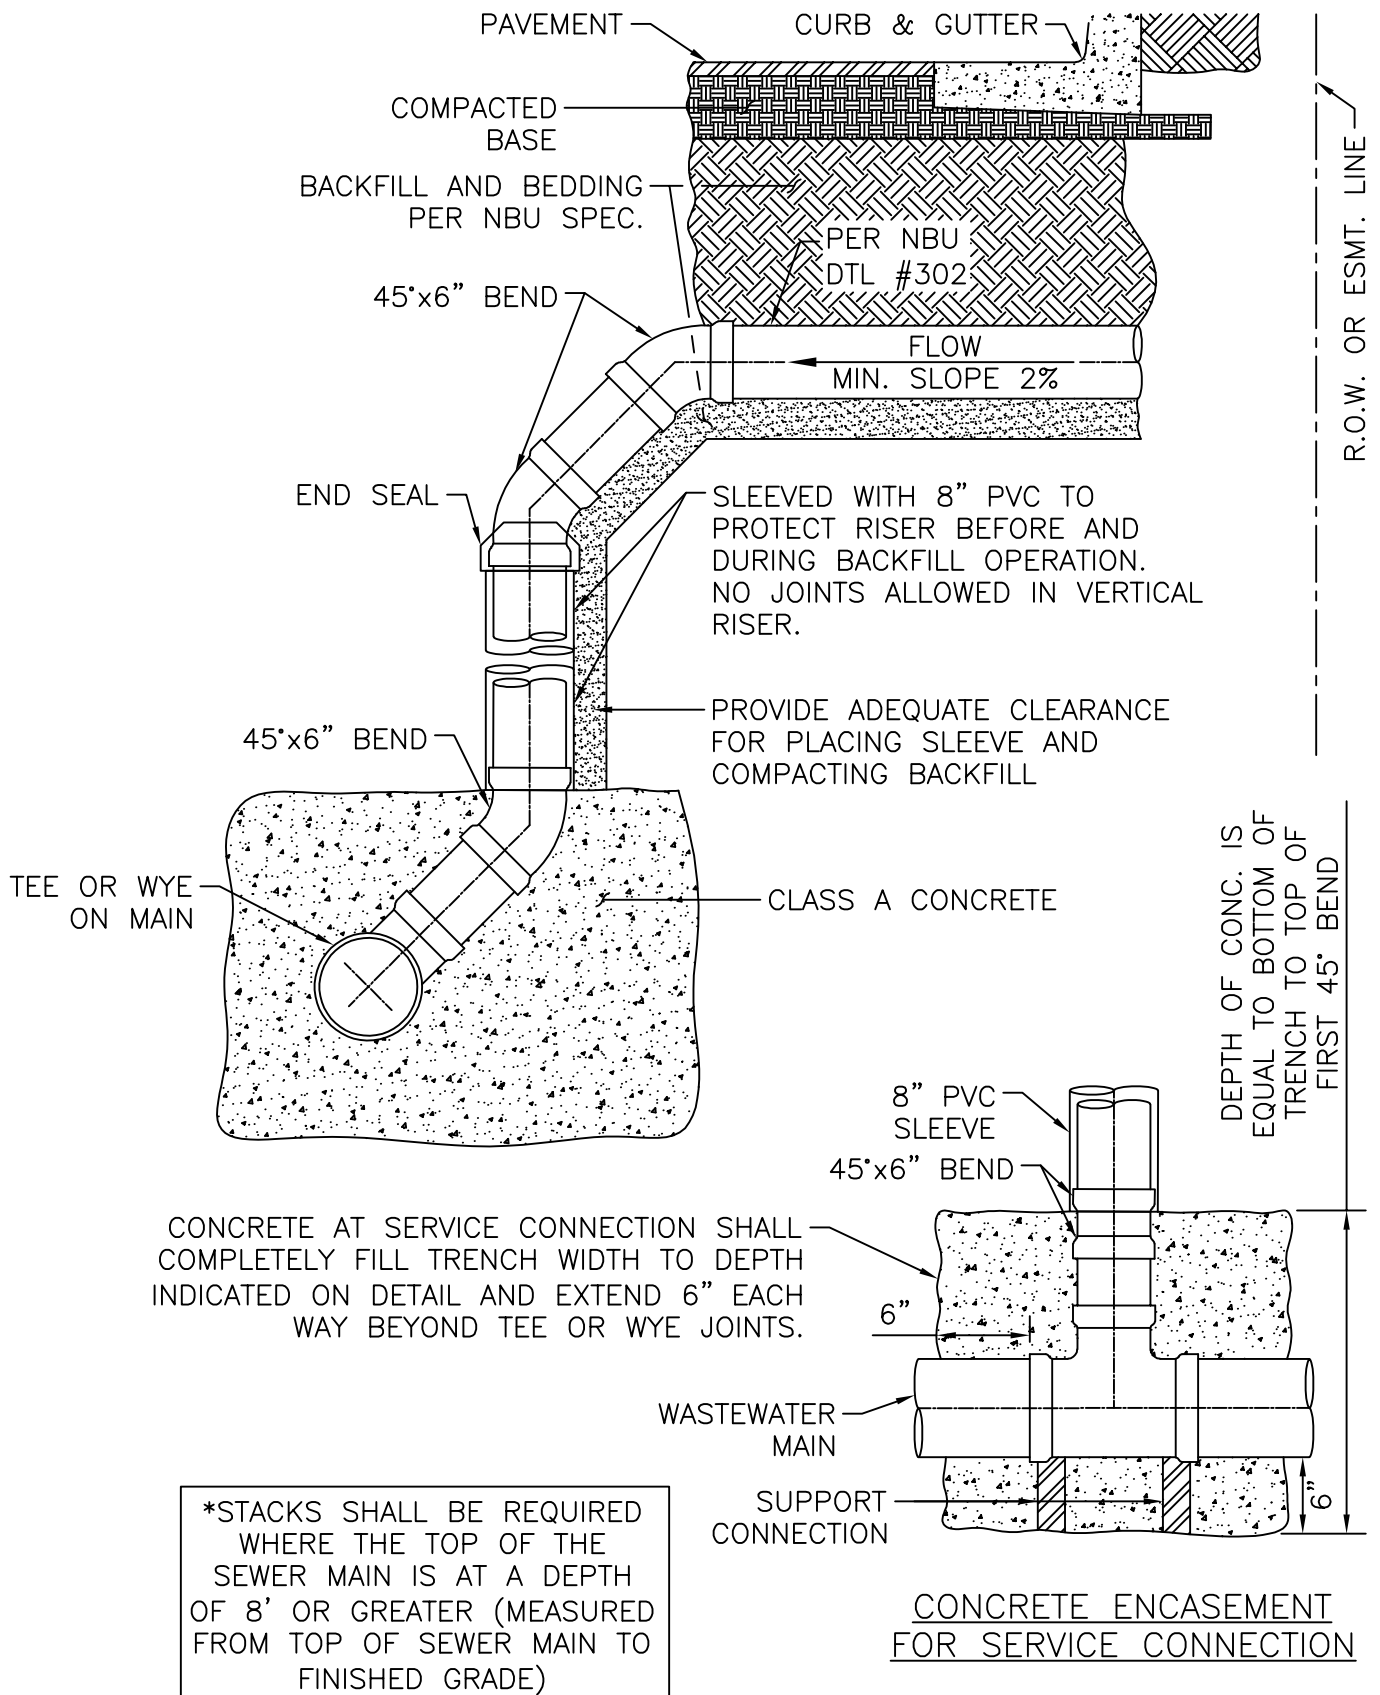 PAVEMENT
CURB & GUTTER
COMPACTED
BASE
BACKFILL AND BEDDING
PER NBU SPEC.
PER NBU
DTL #302
45°x6” BEND
FLOW
MIN. SLOPE 2%
R.O.W. OR ESMT. LINE
END SEAL
SLEEVED WITH 8” PVC TO
PROTECT RISER BEFORE AND
DURING BACKFILL OPERATION.
NO JOINTS ALLOWED IN VERTICAL
RISER.
PROVIDE ADEQUATE CLEARANCE
FOR PLACING SLEEVE AND
COMPACTING BACKFILL
45°x6” BEND
TEE OR WYE
ON MAIN
CLASS A CONCRETE
DEPTH OF CONC. IS
EQUAL TO BOTTOM OF
TRENCH TO TOP OF
FIRST 45° BEND
8” PVC
SLEEVE
45°x6” BEND
CONCRETE AT SERVICE CONNECTION SHALL
COMPLETELY FILL TRENCH WIDTH TO DEPTH
INDICATED ON DETAIL AND EXTEND 6” EACH
WAY BEYOND TEE OR WYE JOINTS.
6”
WASTEWATER
MAIN
SUPPORT
CONNECTION
6”
*STACKS SHALL BE REQUIRED
WHERE THE TOP OF THE
SEWER MAIN IS AT A DEPTH
OF 8’ OR GREATER (MEASURED
FROM TOP OF SEWER MAIN TO
FINISHED GRADE)
CONCRETE ENCASEMENT
FOR SERVICE CONNECTION